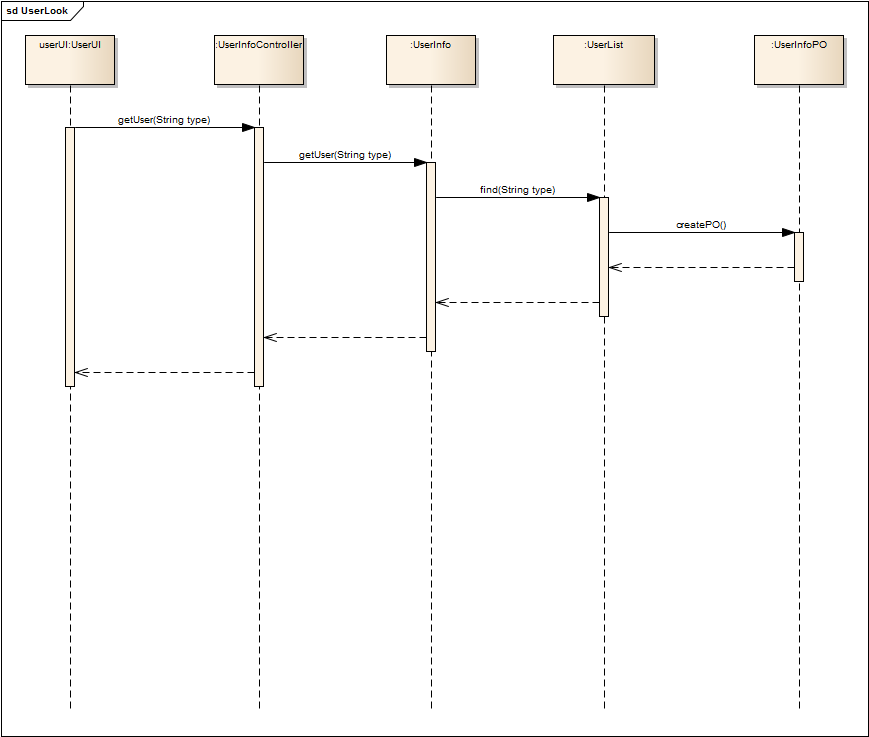 sd UserLook
userUI:UserUI
:UserInfoController
:UserInfo
:UserList
:UserInfoPO
getUser(String type)
getUser(String type)
find(String type)
createPO()